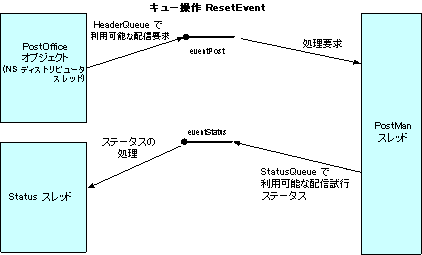 キュー操作 ResetEvent
HeaderQueue で
利用可能な配信要求
PostOffice
オブジェクト
(NS ディストリビュータ
スレッド)
eventPost
処理要求
PostMan
スレッド
eventStatus
ステータスの
処理
Status スレッド
StatusQueue で
利用可能な配信試行
ステータス